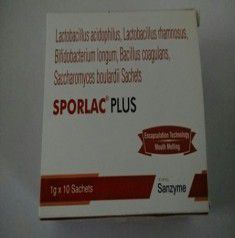 Lactobacillus acidophilus, Lactobacillus rhamnosus,
Bifidobacterium longum, Bacillus coagulans,
Saccharomyces boulardii Sachets
SPORLAC® PLUS
Encapsulation Technology
Mouth Melting
1g x 10 Sachets
Sanzyme